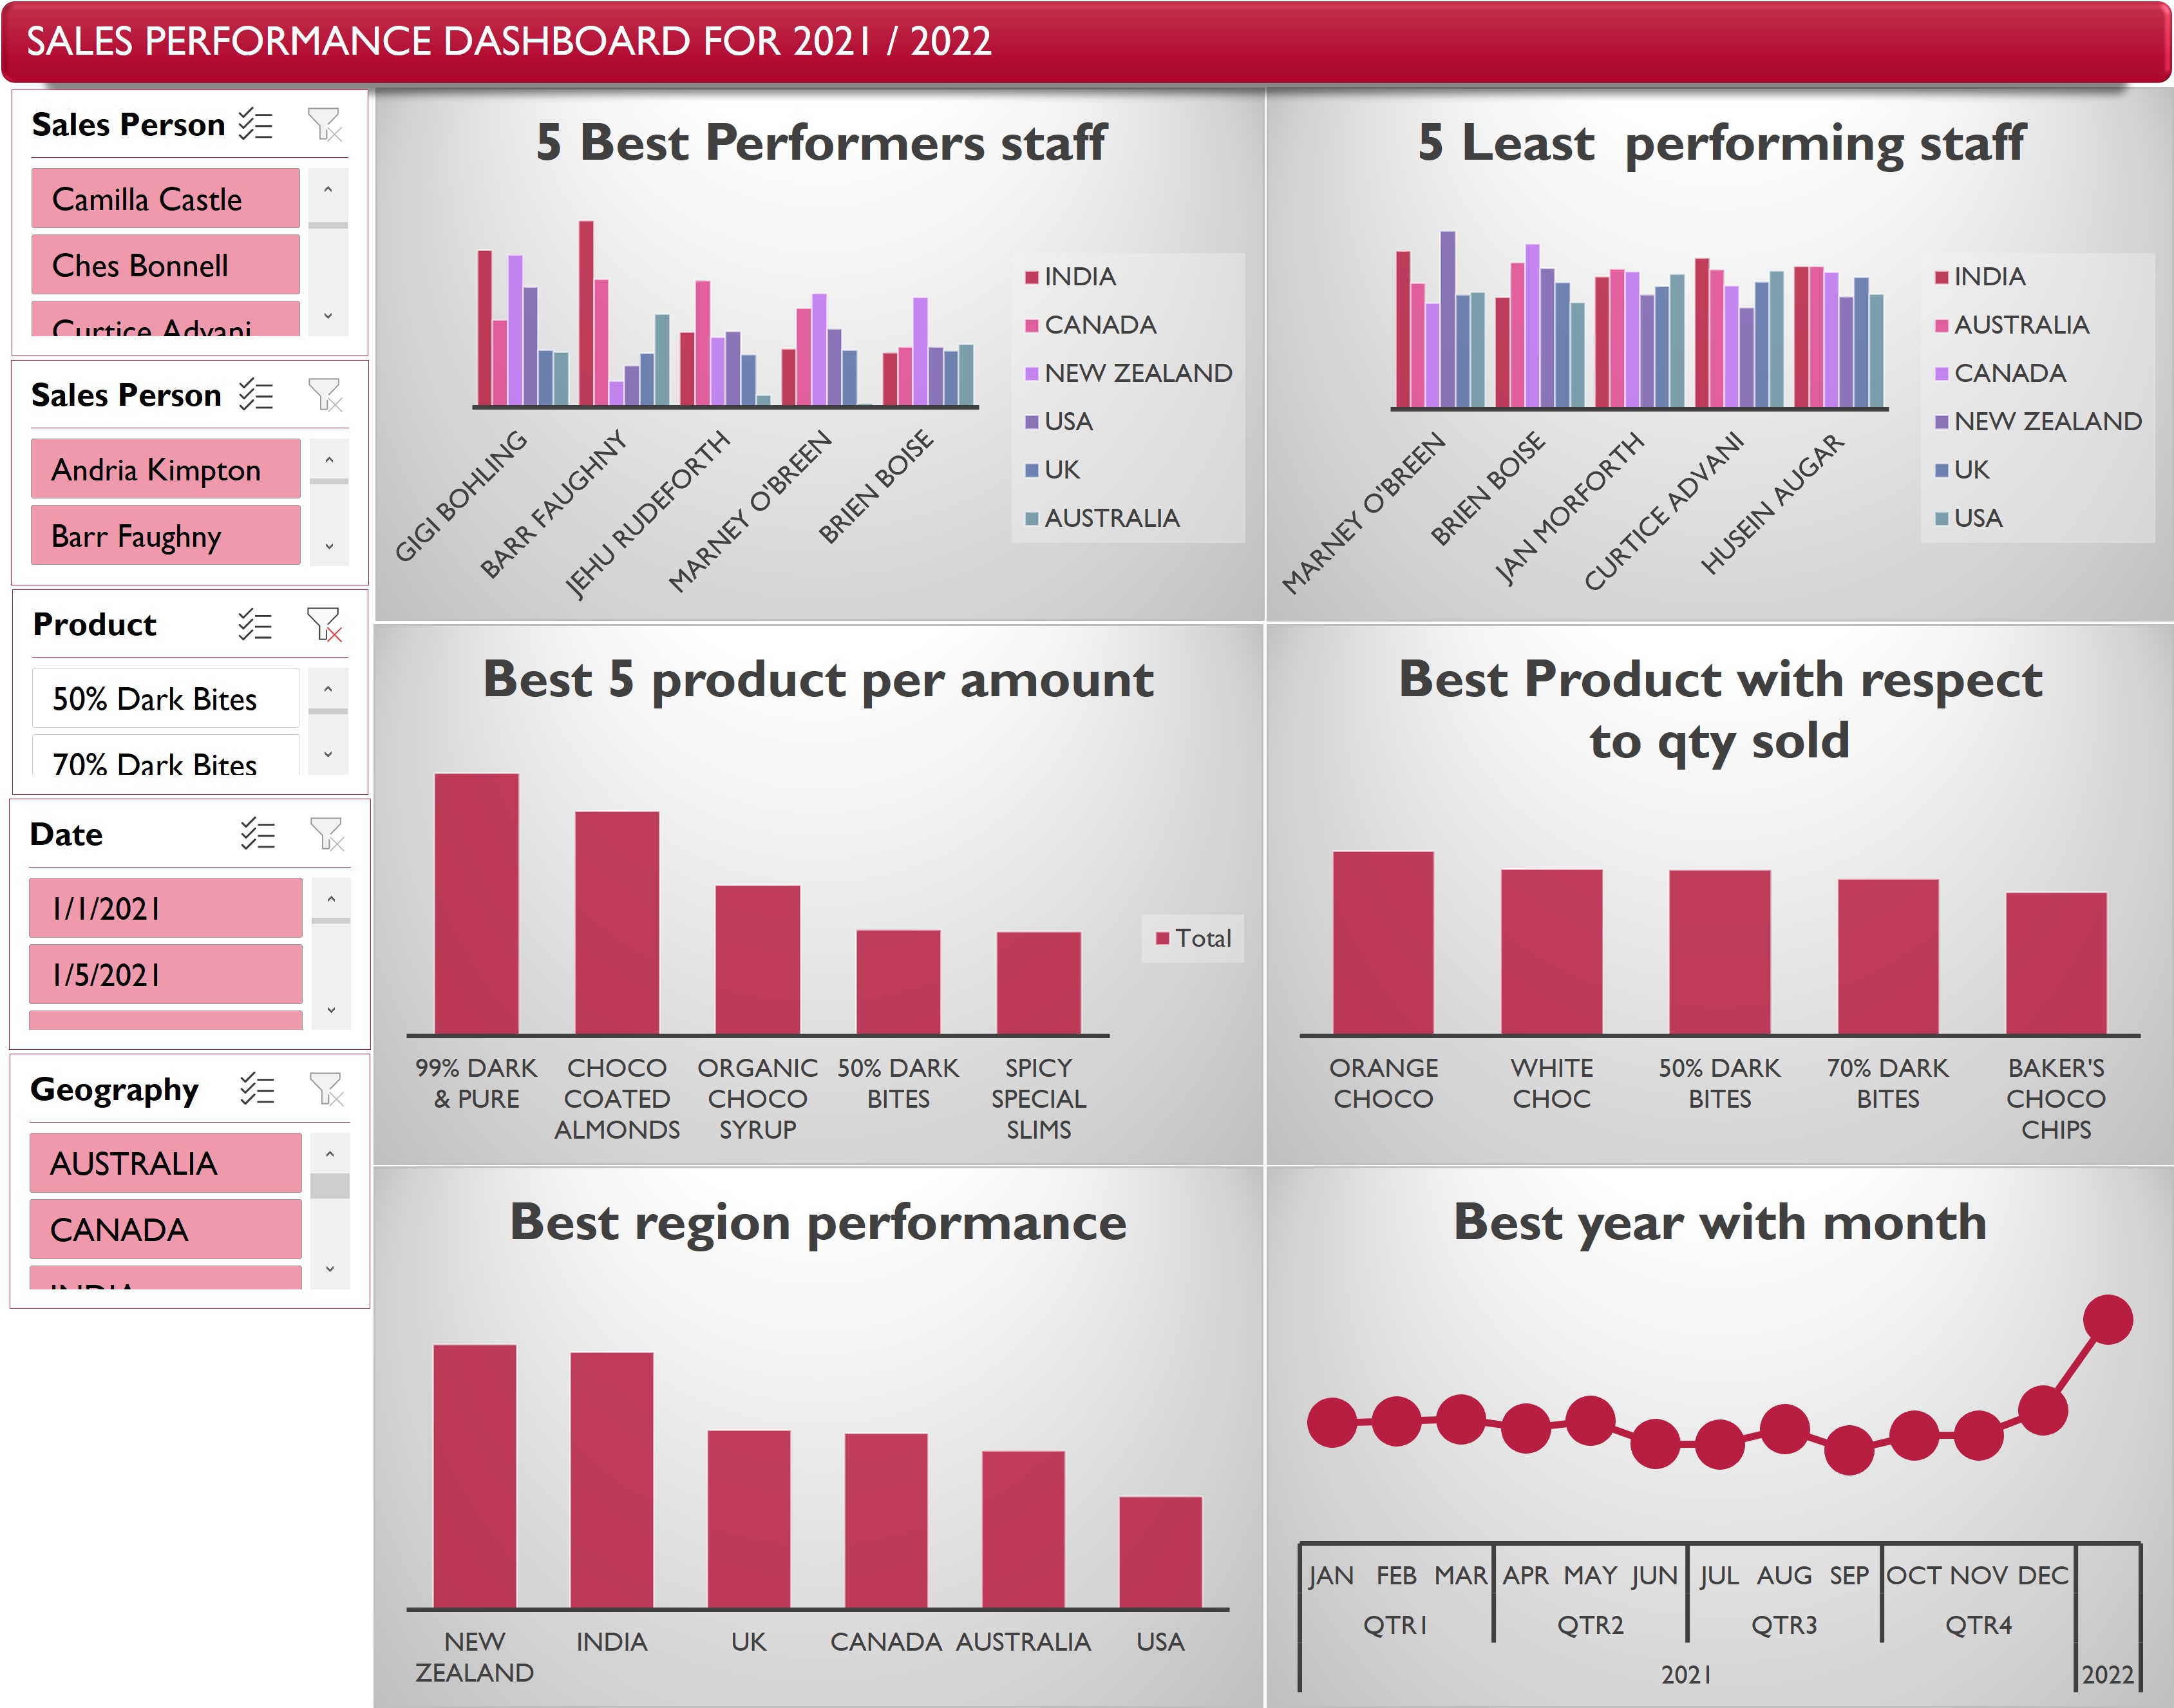 SALES PERFORMANCE DASHBOARD FOR 2021 / 2022
Sales Person
Camilla Castle
Ches Bonnell
Curtice Advani
Sales Person
Andria Kimpton
Barr Faughny
Product
50% Dark Bites
70% Dark Bites
Date
1/1/2021
1/5/2021
Geography
AUSTRALIA
CANADA
INDIA
5 Best Performers staff
GIGI BOHLING
BARR FAUGHNY
JEHU RUDEFORTH
MARNEY O'BREEN
BRIEN BOISE
INDIA
CANADA
NEW ZEALAND
USA
UK
AUSTRALIA
5 Least  performing staff
MARNEY O'BREEN
BRIEN BOISE
JAN MORFORTH
CURTICE ADVANI
HUSEIN AUGAR
INDIA
AUSTRALIA
CANADA
NEW ZEALAND
UK
USA
Best 5 product per amount
99% DARK
& PURE
CHOCO
COATED
ALMONDS
ORGANIC
CHOCO
SYRUP
50% DARK
BITES
SPICY
SPECIAL
SLIMS
Total
Best Product with respect
to qty sold
ORANGE
CHOCO
WHITE
CHOC
50% DARK
BITES
70% DARK
BITES
BAKER'S
CHOCO
CHIPS
Best region performance
NEW
ZEALAND
INDIA
UK
CANADA
AUSTRALIA
USA
Best year with month
JAN FEB MAR APR MAY JUN JUL AUG SEP OCT NOV DEC
QTR1 QTR2 QTR3 QTR4
2021 2022